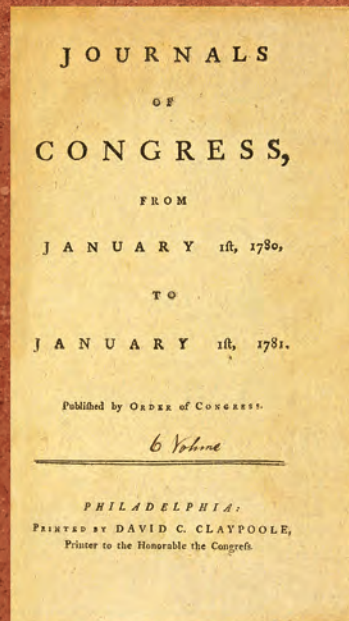 JOURNALS
OF
CONGRESS,
FROM
JANUARY 1ſt, 1780,
TO
JANUARY 1ſt, 1781.
Publiſhed by ORDER of CONGRESS.
6 Volume
PHILADELPHIA:
PRINTED BY DAVID C. CLAYPOOLE,
Printer to the Honorable the Congreſs.